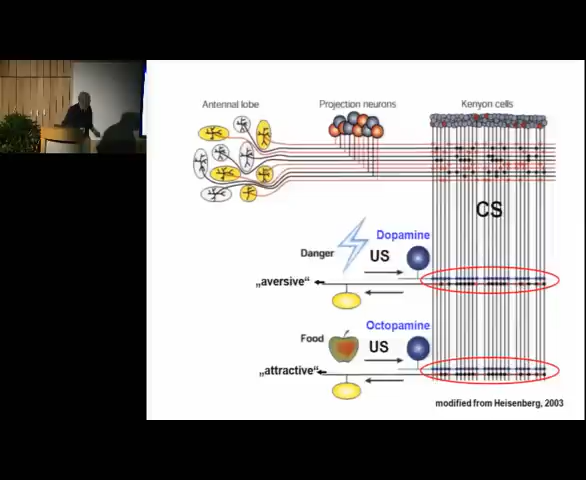 Antennal lobe
Projection neurons
Kenyon cells
CS
Dopamine
Danger
US
„aversive“
Octopamine
Food
US
„attractive“
modified from Heisenberg, 2003